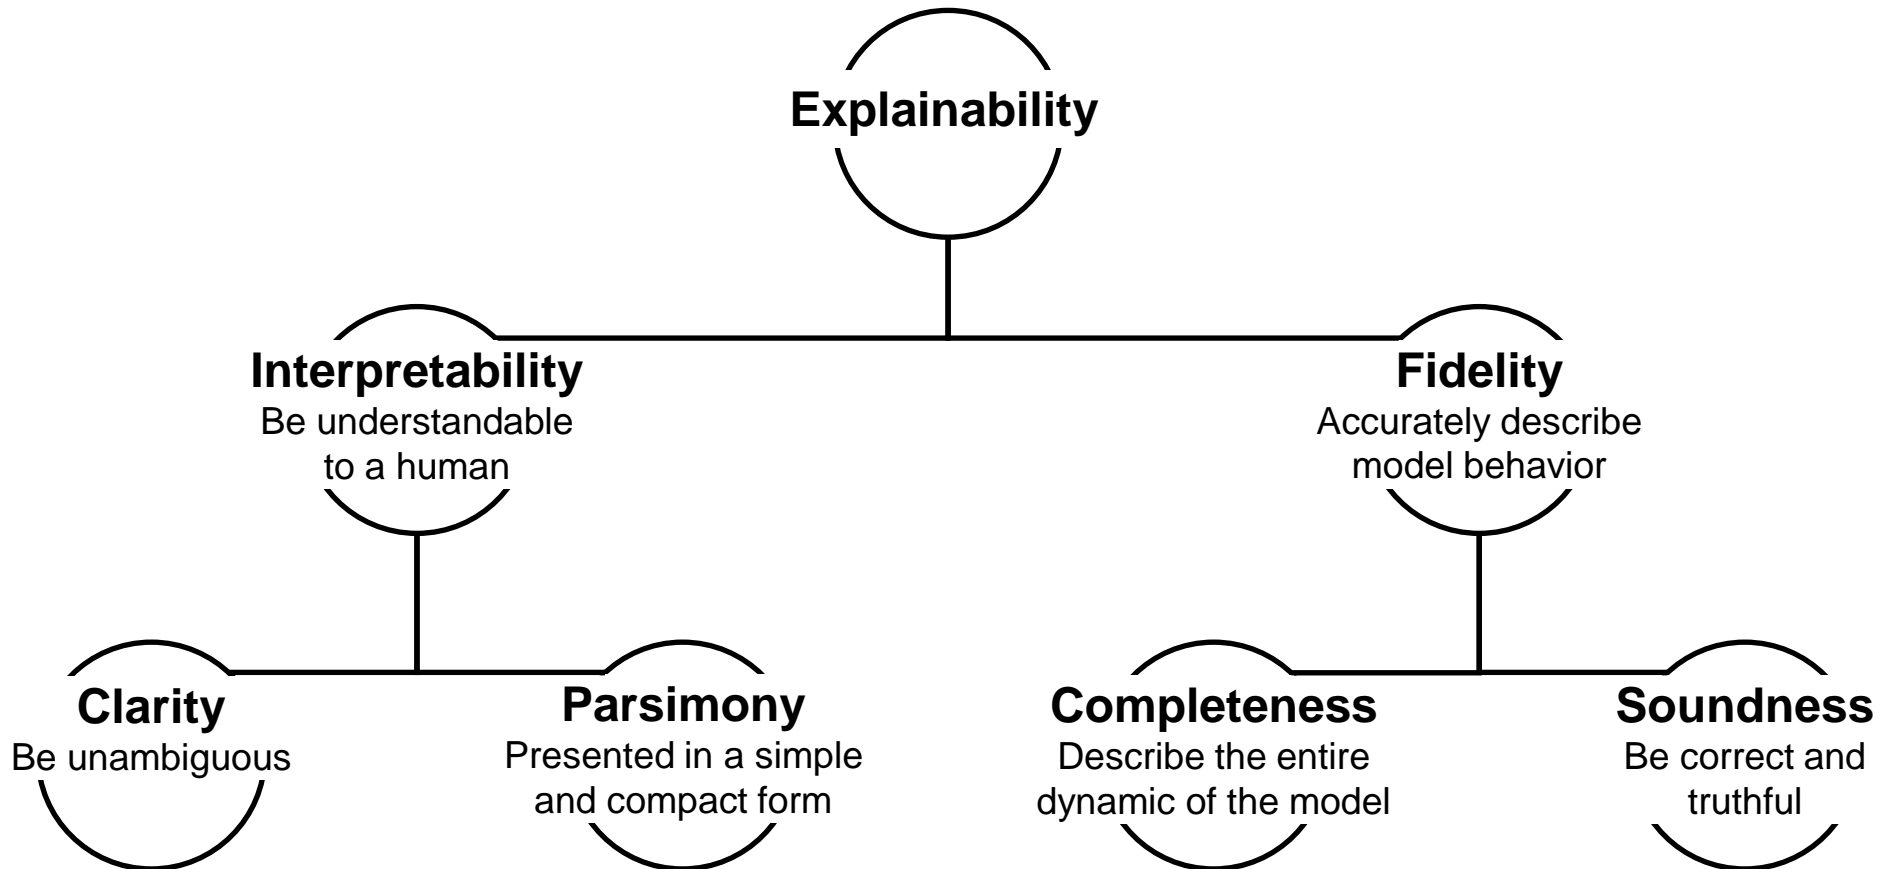 Explainability
Interpretability
Be understandable
to a human
Fidelity
Accurately describe
model behavior
Clarity
Be unambiguous
Parsimony
Presented in a simple
and compact form
Completeness
Describe the entire
dynamic of the model
Soundness
Be correct and
truthful